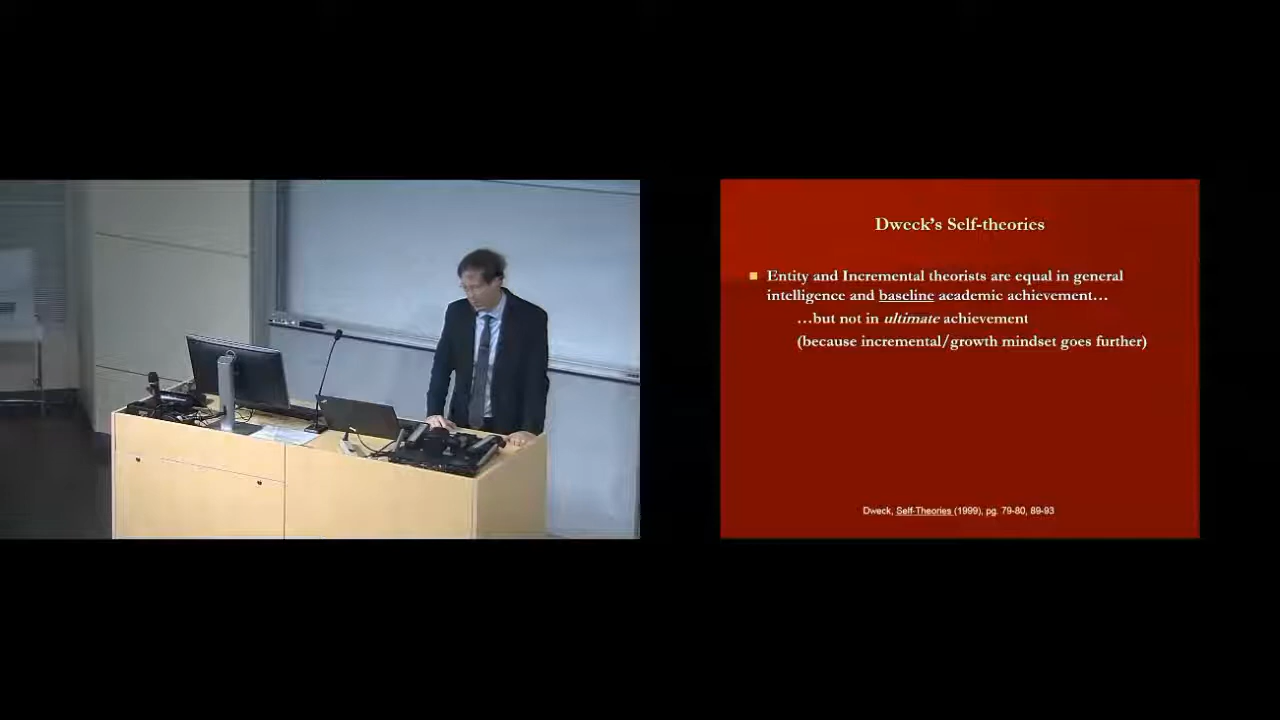 Dweck's Self-theories
Entity and Incremental theorists are equal in general
intelligence and baseline academic achievement…
…but not in ultimate achievement
(because incremental/growth mindset goes further)
Dweck, Self-Theories (1999), pg. 79-80, 89-93